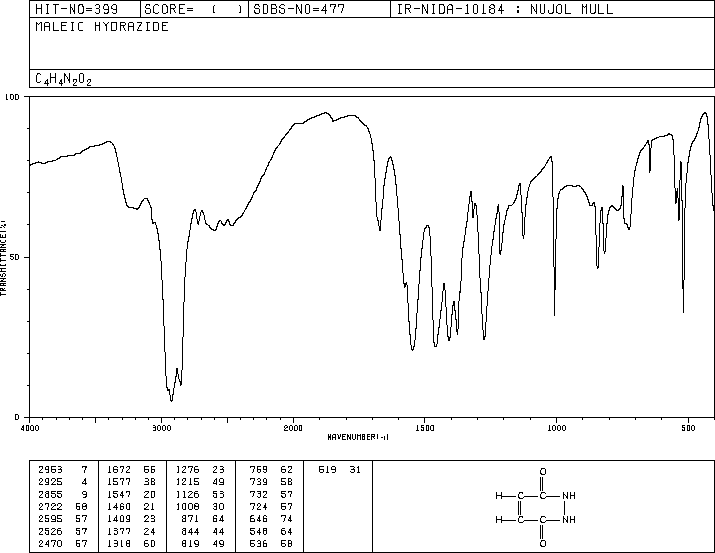 HIT-NO=399 SCORE= ( ) SDBS-NO=477 IR-NIDA-10184 : NUJOL MULL
MALEIC HYDRAZIDE
C4H4N2O2
100
TRANSMITTANCE(%)
50
0
4000 3000 2000 1500 1000 500
WAVENUMBER(-1)
2953 7 1672 56 1276 23 769 62 519 31
2925 4 1577 38 1215 49 739 58
2855 9 1547 20 1126 53 732 57
2722 58 1460 21 1008 30 724 57
2595 57 1409 23 871 64 646 74
2526 57 1377 24 844 44 548 64
2470 57 1318 60 819 49 536 58
O
H C C NH
H C C NH
O